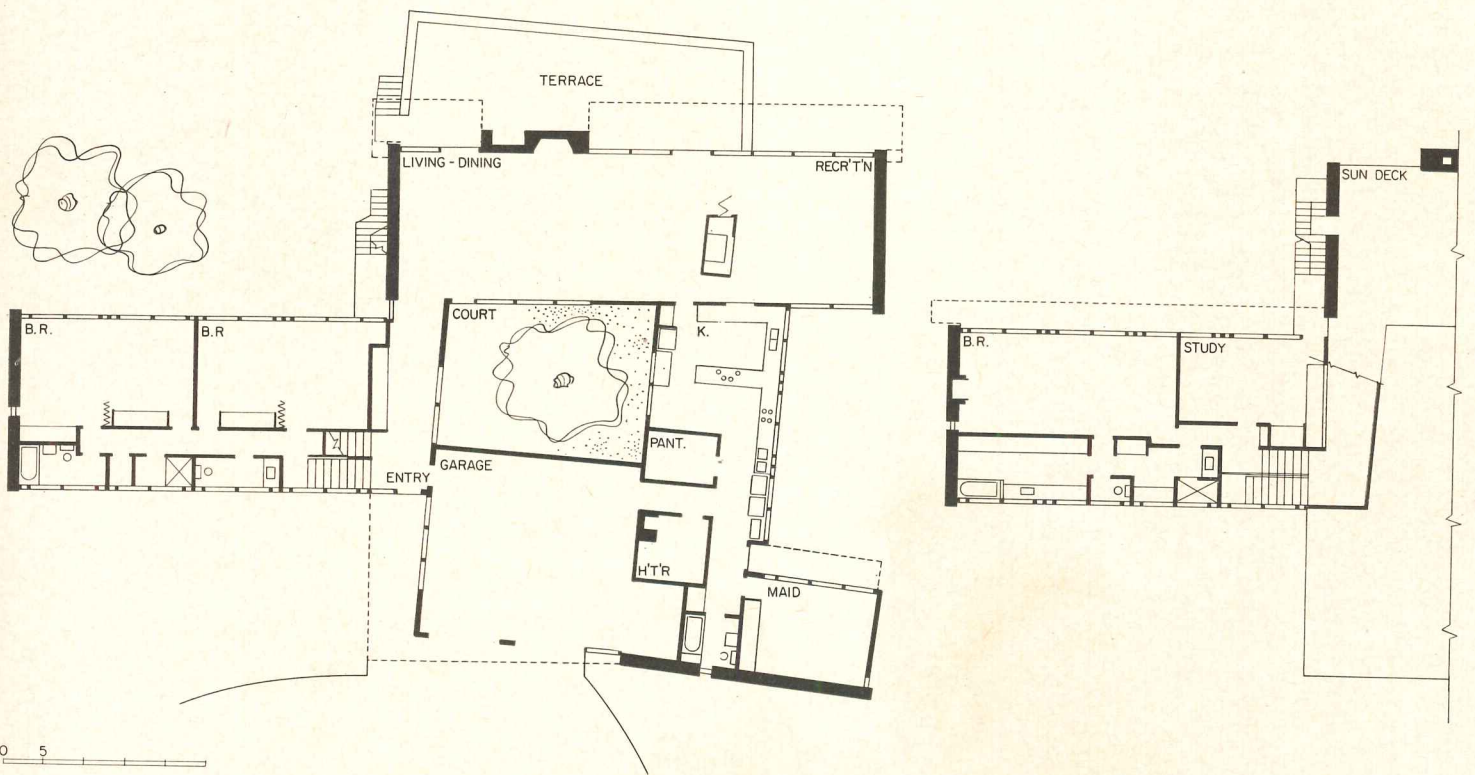 TERRACE
LIVING - DINING
RECR'T'N
SUN DECK
COURT
K.
B.R.
B.R
B.R.
STUDY
PANT.
ENTRY
GARAGE
H'T'R
MAID
0 5